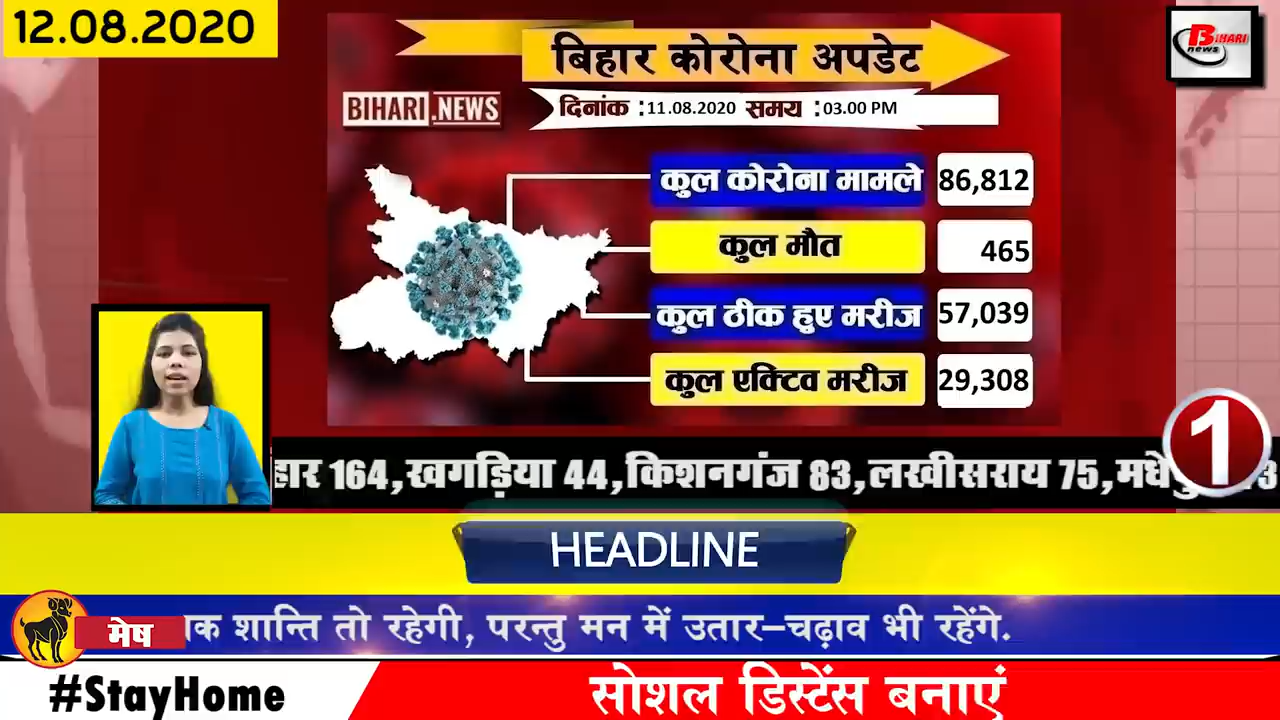 12.08.2020
बिहार कोरोना अपडेट
BIHARI news
BIHARI.NEWS
दिनांक :11.08.2020 समय :03.00 PM
कुल कोरोना मामले 86,812
कुल मौत 465
कुल ठीक हुए मरीज 57,039
कुल एक्टिव मरीज 29,308
1
164,खगड़िया 44,किशनगंज 83,लखीसराय 75,
HEADLINE
मेष
शान्ति तो रहेगी, परन्तु मन में उतार-चढ़ाव भी रहेंगे.
#StayHome
सोशल डिस्टेंस बनाएं